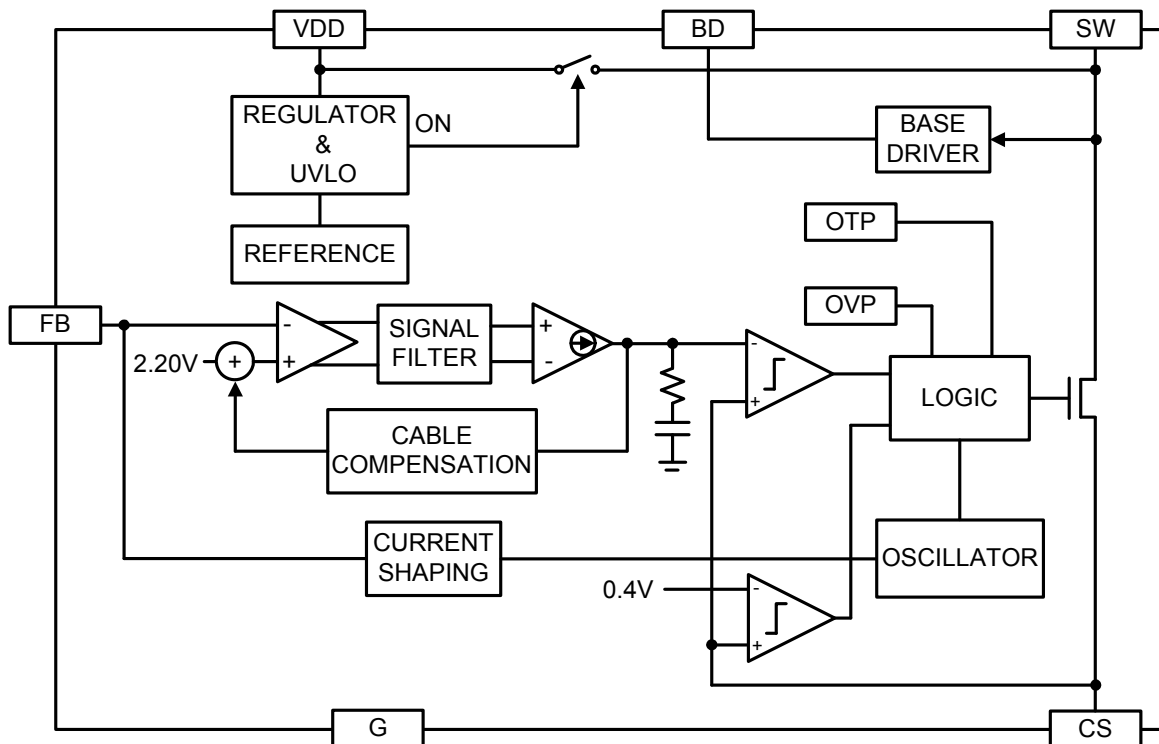 VDD
BD
SW
REGULATOR
&
UVLO
ON
BASE
DRIVER
REFERENCE
OTP
OVP
FB
-
+
2.20V
+
SIGNAL
FILTER
+
-
-
+
LOGIC
CABLE
COMPENSATION
CURRENT
SHAPING
OSCILLATOR
0.4V
-
+
G
CS